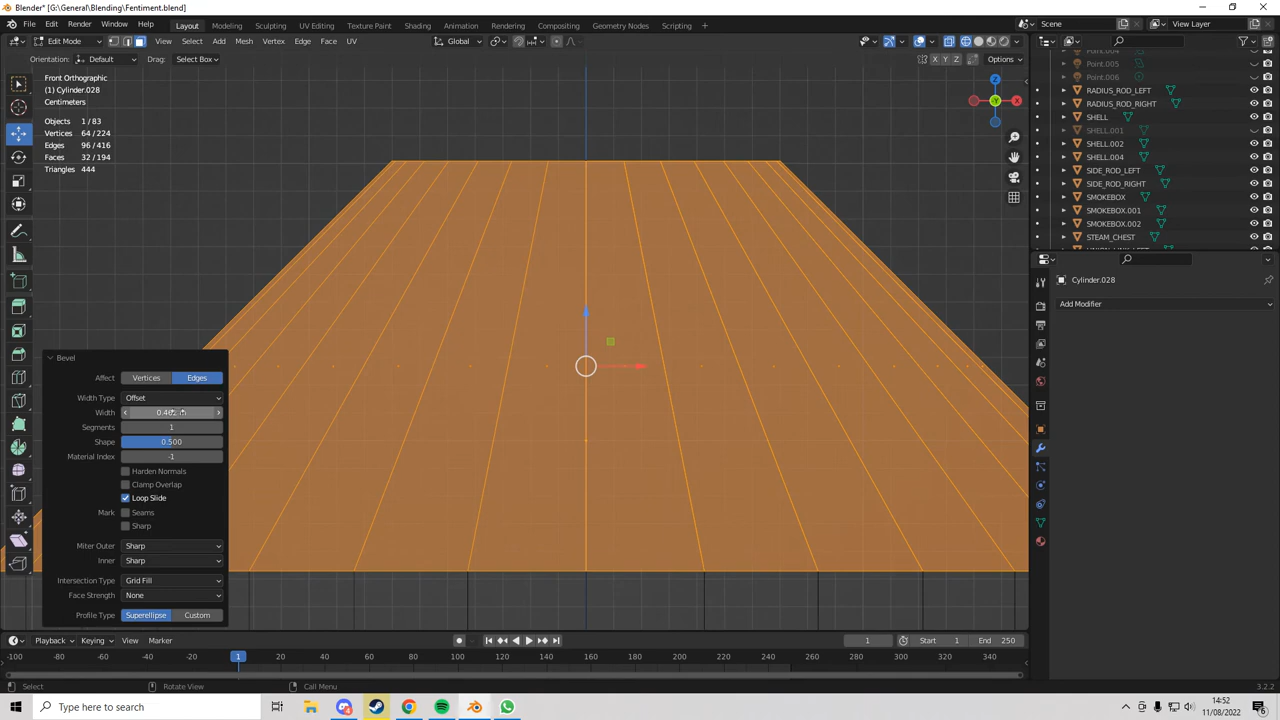 Blender* [G:\General\Blending\Fentiment.blend]
File Edit Render Window Help Layout Modeling Sculpting UV Editing Texture Paint Shading Animation Rendering Compositing Geometry Nodes Scripting Scene View Layer
Edit Mode View Select Add Mesh Vertex Edge Face UV Global
Orientation: Default Drag: Select Box X Y Z Options
Front Orthographic
(1) Cylinder.028
Centimeters
Objects 1/83
Vertices 64 / 224
Edges 96 / 416
Faces 32 / 194
Triangles 444
Z
Y
X
Point.005
Point.006
RADIUS_ROD_LEFT
RADIUS_ROD_RIGHT
SHELL
SHELL.001
SHELL.002
SHELL.004
SIDE_ROD_LEFT
SIDE_ROD_RIGHT
SMOKEBOX
SMOKEBOX.001
SMOKEBOX.002
STEAM_CHEST
Cylinder.028
Add Modifier
Bevel
Affect Vertices Edges
Width Type Offset
Width
Segments 1
Shape 0.500
Material Index -1
Harden Normals
Clamp Overlap
Loop Slide
Mark Seams
Sharp
Miter Outer Sharp
Inner Sharp
Intersection Type Grid Fill
Face Strength None
Profile Type Superellipse Custom
Playback Keying View Marker 1 Start 1 End 250
-100 -80 -60 -40 -20 1 20 40 60 80 100 120 140 160 180 200 220 240 260 280 300 320 340
Select Rotate View Call Menu 3.2.2
Type here to search
14:52
11/08/2022
6